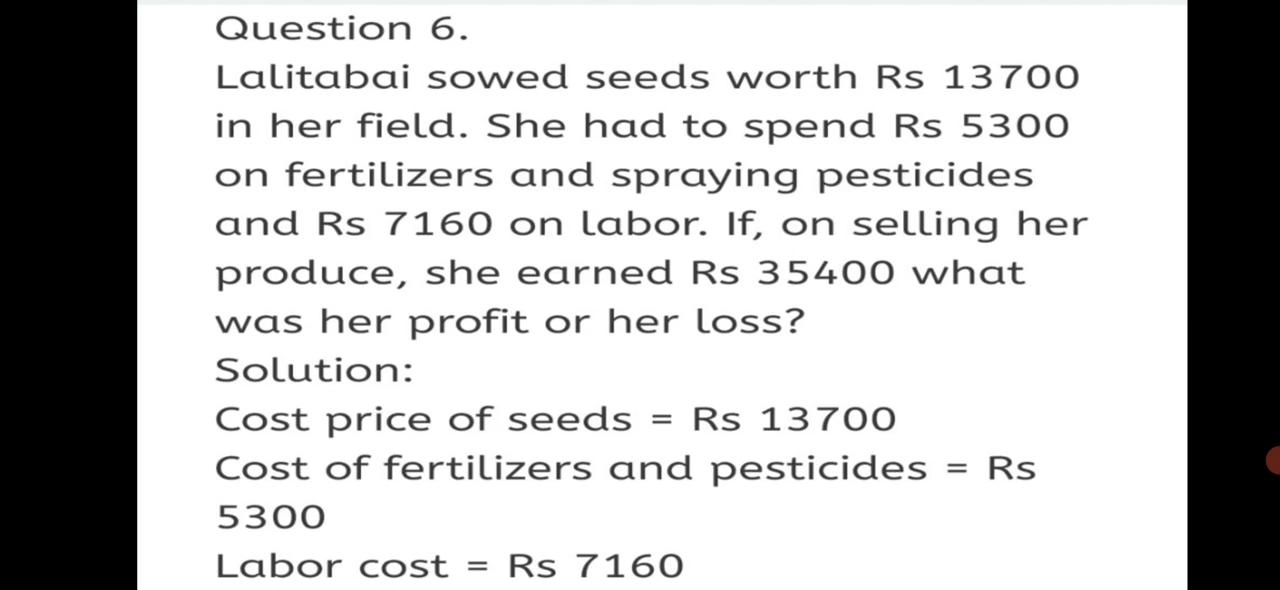 Question 6.
Lalitabai sowed seeds worth Rs 13700
in her field. She had to spend Rs 5300
on fertilizers and spraying pesticides
and Rs 7160 on labor. If, on selling her
produce, she earned Rs 35400 what
was her profit or her loss?
Solution:
Cost price of seeds = Rs 13700
Cost of fertilizers and pesticides = Rs
5300
Labor cost = Rs 7160